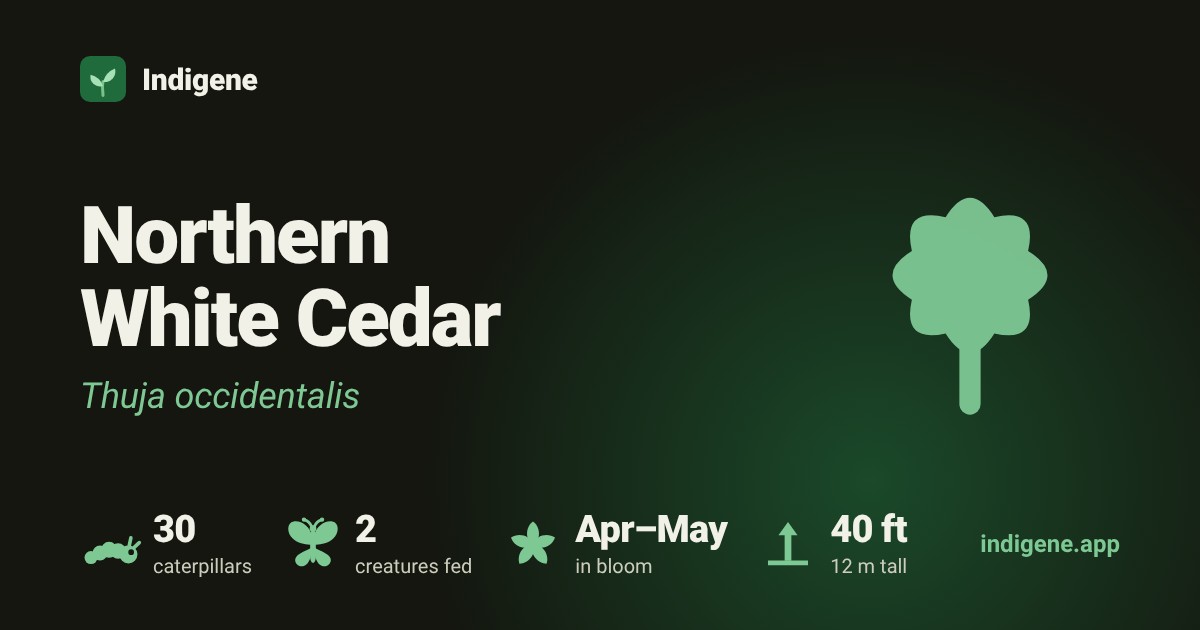 Indigene
Northern
White Cedar
Thuja occidentalis
30
caterpillars
2
creatures fed
Apr–May
in bloom
40 ft
12 m tall
indigene.app